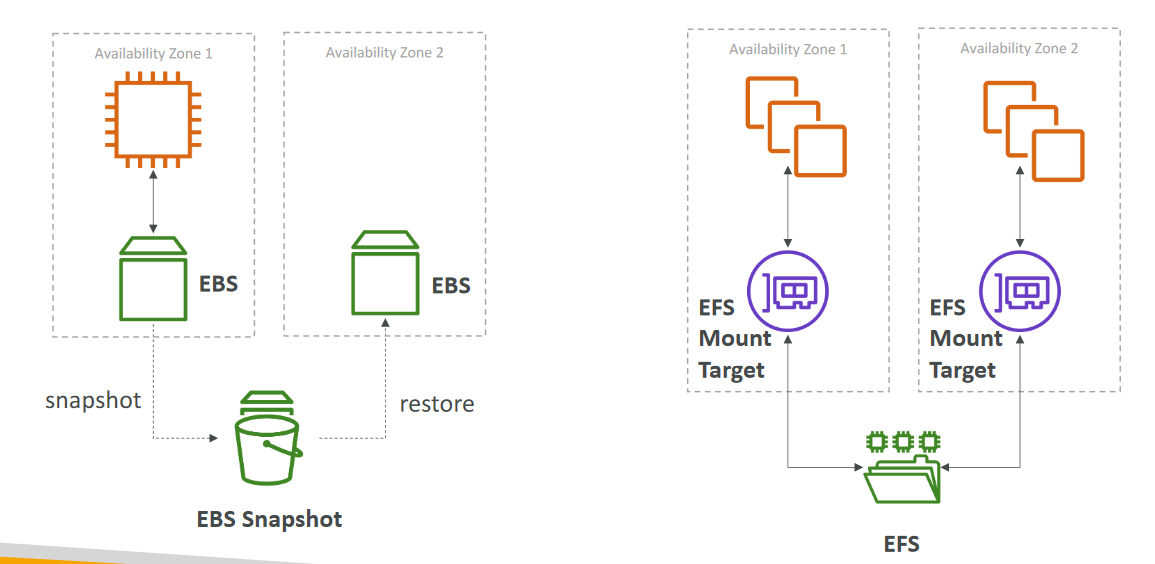 Availability Zone 1
Availability Zone 2
EBS
EBS
snapshot
restore
EBS Snapshot
Availability Zone 1
Availability Zone 2
EFS
Mount
Target
EFS
Mount
Target
EFS